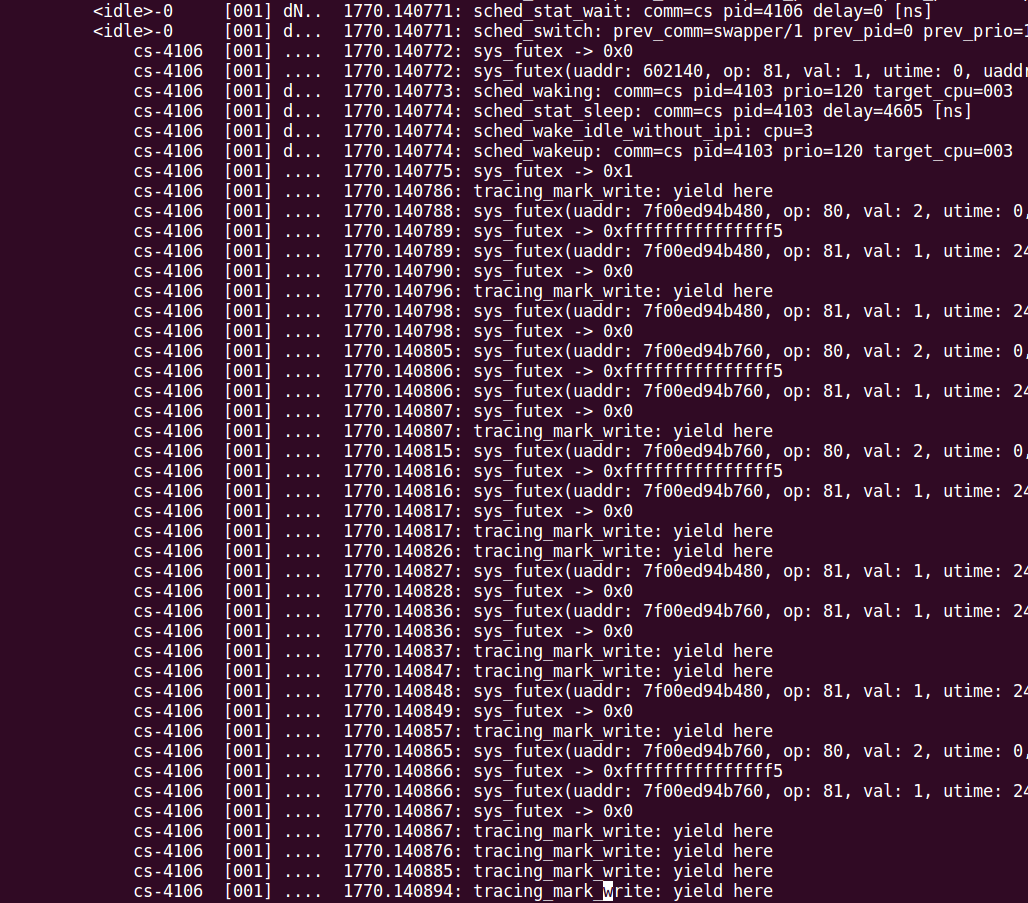 <idle>-0 [001] dN.. 1770.140771: sched_stat_wait: comm=cs pid=4106 delay=0 [ns]
<idle>-0 [001] d... 1770.140771: sched_switch: prev_comm=swapper/1 prev_pid=0 prev_prio=1
cs-4106 [001] .... 1770.140772: sys_futex -> 0x0
cs-4106 [001] .... 1770.140772: sys_futex(uaddr: 602140, op: 81, val: 1, utime: 0, uadd
cs-4106 [001] d... 1770.140773: sched_waking: comm=cs pid=4103 prio=120 target_cpu=003
cs-4106 [001] d... 1770.140774: sched_stat_sleep: comm=cs pid=4103 delay=4605 [ns]
cs-4106 [001] d... 1770.140774: sched_wake_idle_without_ipi: cpu=3
cs-4106 [001] d... 1770.140774: sched_wakeup: comm=cs pid=4103 prio=120 target_cpu=003
cs-4106 [001] .... 1770.140775: sys_futex -> 0x1
cs-4106 [001] .... 1770.140786: tracing_mark_write: yield here
cs-4106 [001] .... 1770.140788: sys_futex(uaddr: 7f00ed94b480, op: 80, val: 2, utime: 0,
cs-4106 [001] .... 1770.140789: sys_futex -> 0xfffffffffffffff5
cs-4106 [001] .... 1770.140789: sys_futex(uaddr: 7f00ed94b480, op: 81, val: 1, utime: 24
cs-4106 [001] .... 1770.140790: sys_futex -> 0x0
cs-4106 [001] .... 1770.140796: tracing_mark_write: yield here
cs-4106 [001] .... 1770.140798: sys_futex(uaddr: 7f00ed94b480, op: 81, val: 1, utime: 24
cs-4106 [001] .... 1770.140798: sys_futex -> 0x0
cs-4106 [001] .... 1770.140805: sys_futex(uaddr: 7f00ed94b760, op: 80, val: 2, utime: 0,
cs-4106 [001] .... 1770.140806: sys_futex -> 0xfffffffffffffff5
cs-4106 [001] .... 1770.140806: sys_futex(uaddr: 7f00ed94b760, op: 81, val: 1, utime: 24
cs-4106 [001] .... 1770.140807: sys_futex -> 0x0
cs-4106 [001] .... 1770.140807: tracing_mark_write: yield here
cs-4106 [001] .... 1770.140815: sys_futex(uaddr: 7f00ed94b760, op: 80, val: 2, utime: 0,
cs-4106 [001] .... 1770.140816: sys_futex -> 0xfffffffffffffff5
cs-4106 [001] .... 1770.140816: sys_futex(uaddr: 7f00ed94b760, op: 81, val: 1, utime: 24
cs-4106 [001] .... 1770.140817: sys_futex -> 0x0
cs-4106 [001] .... 1770.140817: tracing_mark_write: yield here
cs-4106 [001] .... 1770.140826: tracing_mark_write: yield here
cs-4106 [001] .... 1770.140827: sys_futex(uaddr: 7f00ed94b480, op: 81, val: 1, utime: 24
cs-4106 [001] .... 1770.140828: sys_futex -> 0x0
cs-4106 [001] .... 1770.140836: sys_futex(uaddr: 7f00ed94b760, op: 81, val: 1, utime: 24
cs-4106 [001] .... 1770.140836: sys_futex -> 0x0
cs-4106 [001] .... 1770.140837: tracing_mark_write: yield here
cs-4106 [001] .... 1770.140847: tracing_mark_write: yield here
cs-4106 [001] .... 1770.140848: sys_futex(uaddr: 7f00ed94b480, op: 81, val: 1, utime: 24
cs-4106 [001] .... 1770.140849: sys_futex -> 0x0
cs-4106 [001] .... 1770.140857: tracing_mark_write: yield here
cs-4106 [001] .... 1770.140865: sys_futex(uaddr: 7f00ed94b760, op: 80, val: 2, utime: 0,
cs-4106 [001] .... 1770.140866: sys_futex -> 0xfffffffffffffff5
cs-4106 [001] .... 1770.140866: sys_futex(uaddr: 7f00ed94b760, op: 81, val: 1, utime: 24
cs-4106 [001] .... 1770.140867: sys_futex -> 0x0
cs-4106 [001] .... 1770.140867: tracing_mark_write: yield here
cs-4106 [001] .... 1770.140876: tracing_mark_write: yield here
cs-4106 [001] .... 1770.140885: tracing_mark_write: yield here
cs-4106 [001] .... 1770.140894: tracing_mark_write: yield here